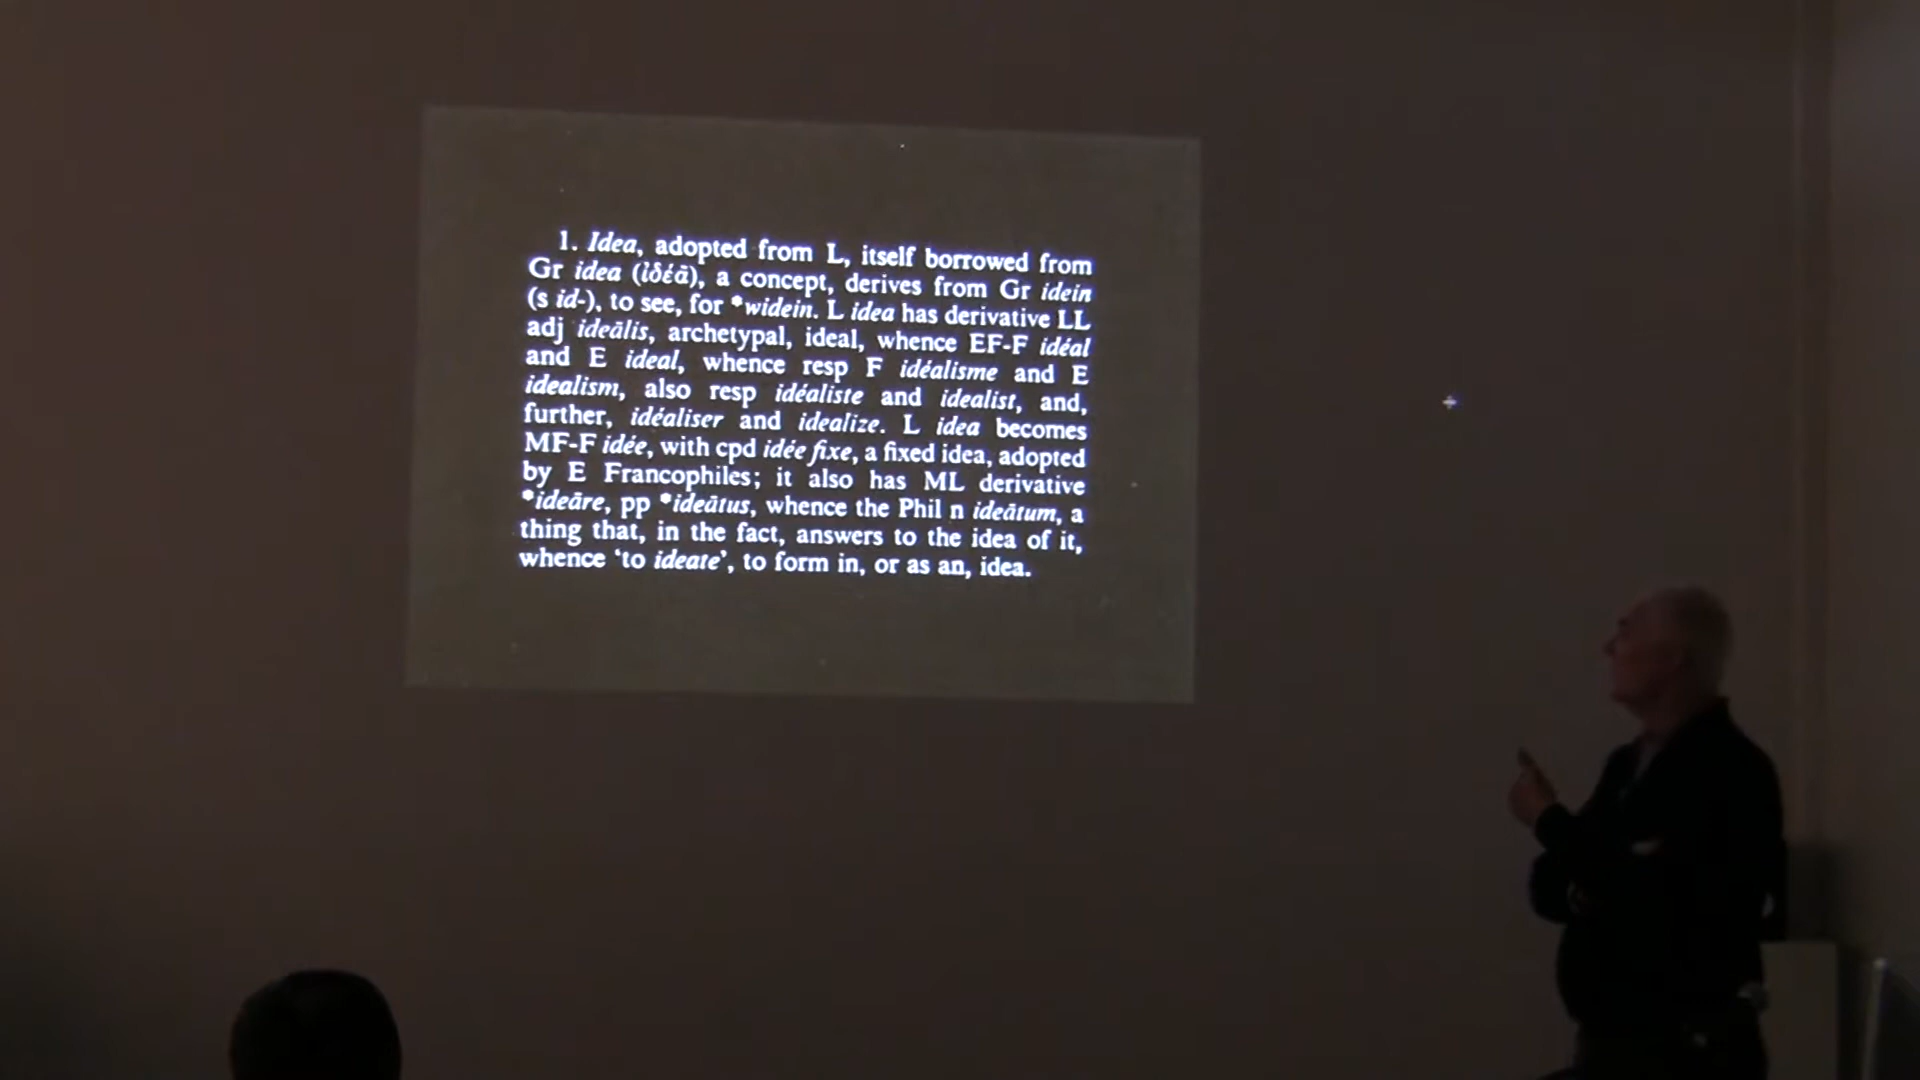 1. Idea, adopted from L, itself borrowed from
Gr idea (ἰδέᾱ), a concept, derives from Gr idein
(s id-), to see, for *widein. L idea has derivative LL
adj ideālis, archetypal, ideal, whence EF-F idéal
and E ideal, whence resp F idéalisme and E
idealism, also resp idéaliste and idealist, and,
further, idéaliser and idealize. L idea becomes
MF-F idée, with cpd idée fixe, a fixed idea, adopted
by E Francophiles; it also has ML derivative
*ideāre, pp *ideātus, whence the Phil n ideātum, a
thing that, in the fact, answers to the idea of it,
whence ‘to ideate’, to form in, or as an, idea.